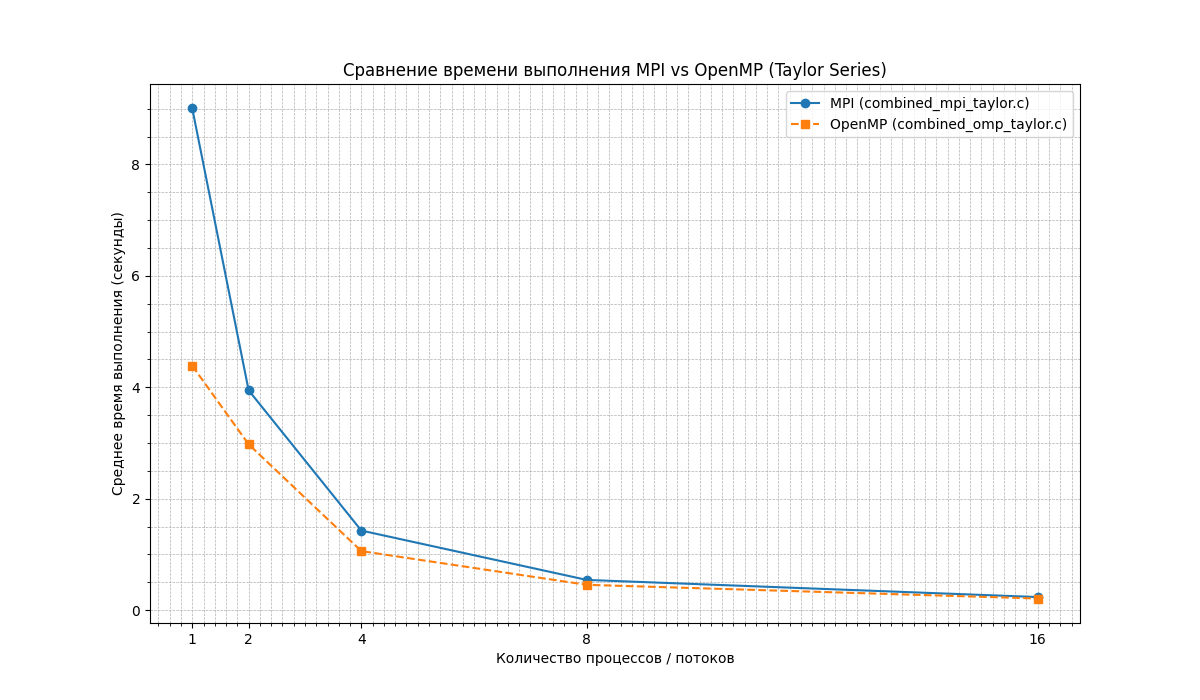 Сравнение времени выполнения MPI vs OpenMP (Taylor Series)
MPI (combined_mpi_taylor.c)
OpenMP (combined_omp_taylor.c)
Среднее время выполнения (секунды)
8
6
4
2
0
1 2 4 8 16
Количество процессов / потоков